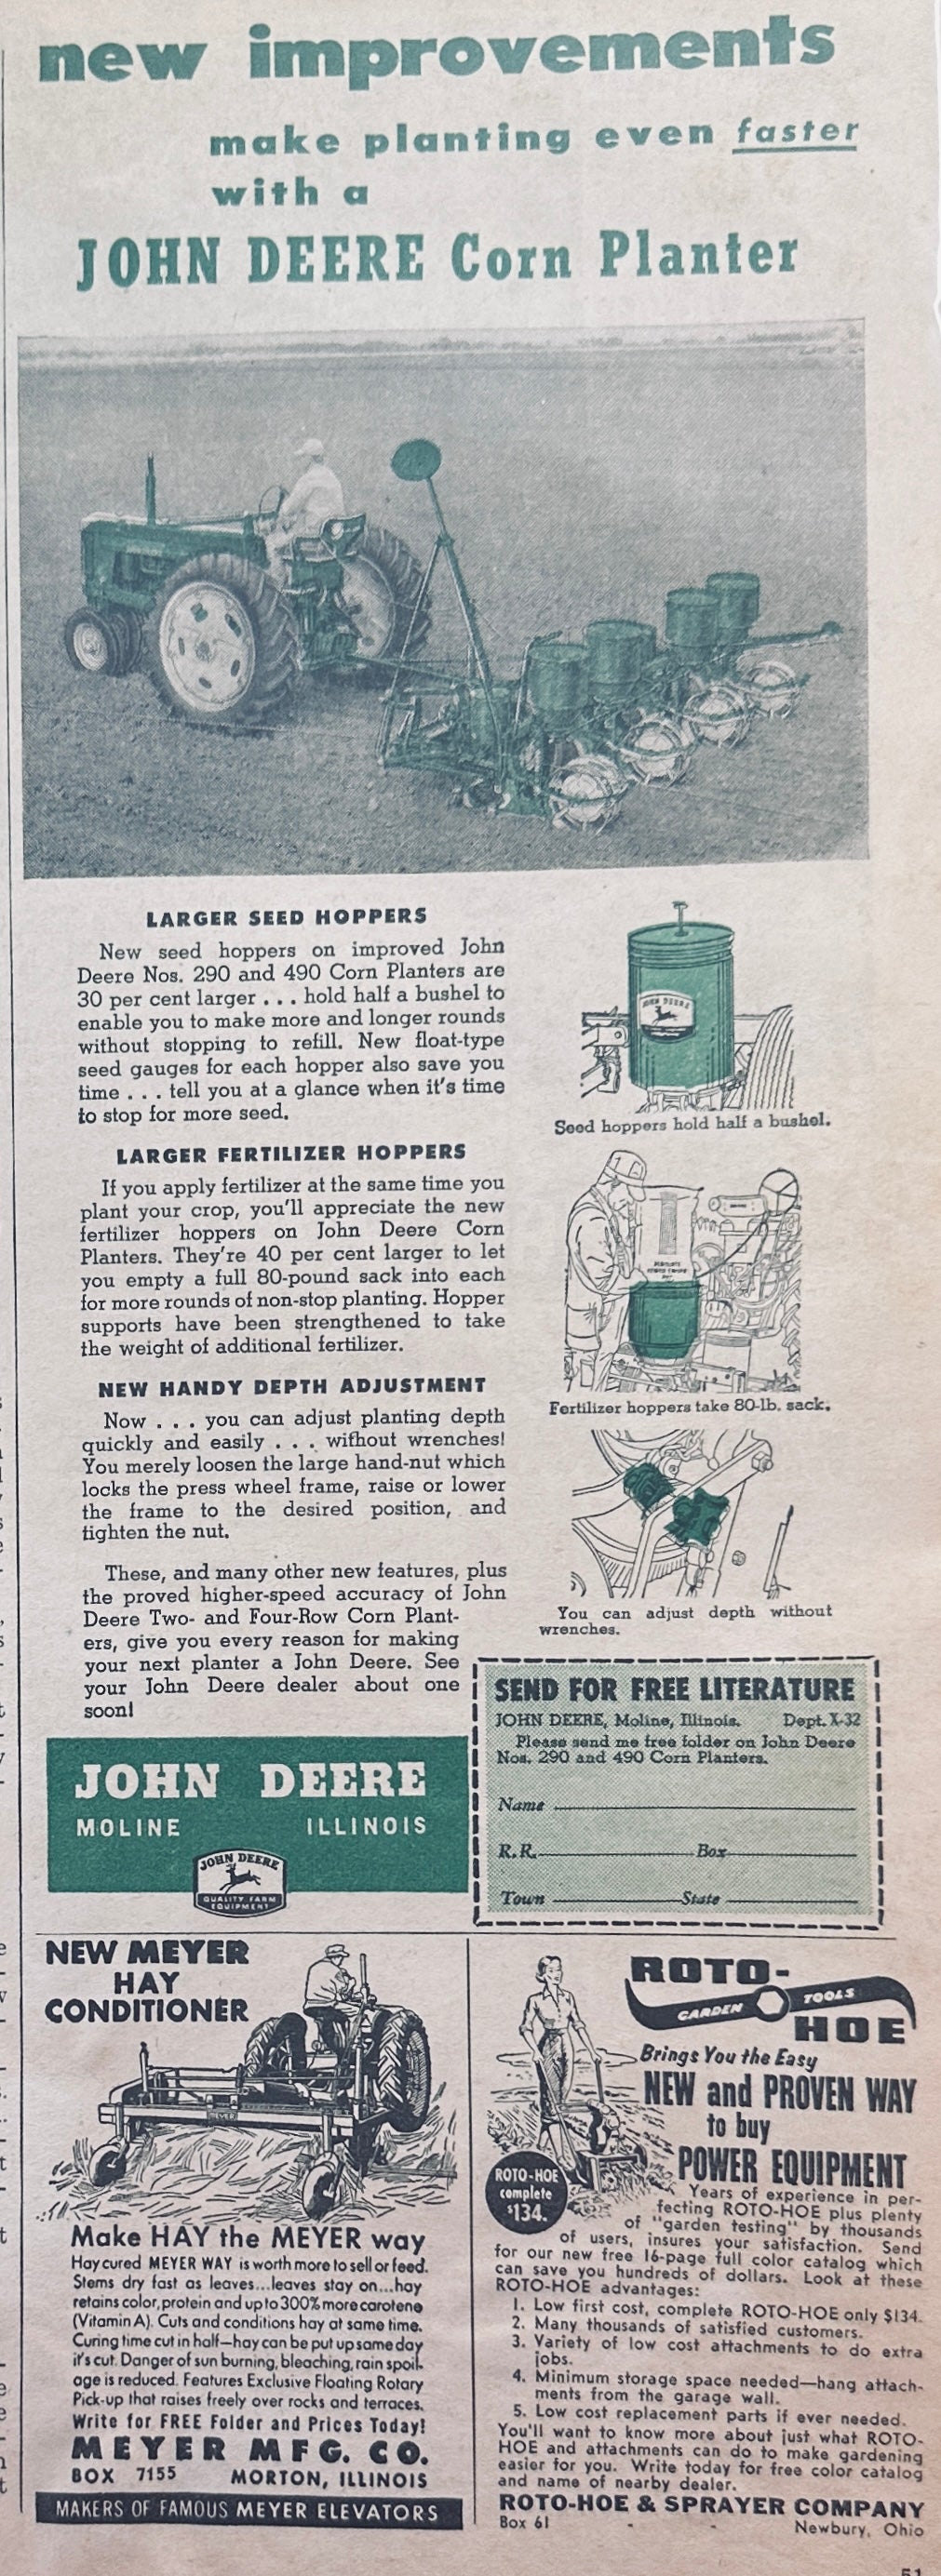 new improvements
make planting even faster
with a
JOHN DEERE Corn Planter
LARGER SEED HOPPERS
New seed hoppers on improved John
Deere Nos. 290 and 490 Corn Planters are
30 per cent larger . . . hold half a bushel to
enable you to make more and longer rounds
without stopping to refill. New float-type
seed gauges for each hopper also save you
time . . . tell you at a glance when it's time
to stop for more seed.
JOHN DEERE
Seed hoppers hold half a bushel.
LARGER FERTILIZER HOPPERS
If you apply fertilizer at the same time you
plant your crop, you'll appreciate the new
fertilizer hoppers on John Deere Corn
Planters. They're 40 per cent larger to let
you empty a full 80-pound sack into each
for more rounds of non-stop planting. Hopper
supports have been strengthened to take
the weight of additional fertilizer.
Fertilizer hoppers take 80-lb. sack.
NEW HANDY DEPTH ADJUSTMENT
Now . . . you can adjust planting depth
quickly and easily . . . without wrenches!
You merely loosen the large hand-nut which
locks the press wheel frame, raise or lower
the frame to the desired position, and
tighten the nut.
You can adjust depth without
wrenches.
These, and many other new features, plus
the proved higher-speed accuracy of John
Deere Two- and Four-Row Corn Plant-
ers, give you every reason for making
your next planter a John Deere. See
your John Deere dealer about one
soon!
JOHN DEERE
MOLINE ILLINOIS
JOHN DEERE
QUALITY FARM
EQUIPMENT
SEND FOR FREE LITERATURE
JOHN DEERE, Moline, Illinois. Dept. X-32
Please send me free folder on John Deere
Nos. 290 and 490 Corn Planters.
Name
R.R. Box
Town State
NEW MEYER
HAY
CONDITIONER
Make HAY the MEYER way
Hay cured MEYER WAY is worth more to sell or feed.
Stems dry fast as leaves...leaves stay on...hay
retains color, protein and up to 300% more carotene
(Vitamin A). Cuts and conditions hay at same time.
Curing time cut in half—hay can be put up same day
it's cut. Danger of sun burning, bleaching, rain spoil-
age is reduced. Features Exclusive Floating Rotary
Pick-up that raises freely over rocks and terraces.
Write for FREE Folder and Prices Today!
MEYER MFG. CO.
BOX 7155 MORTON, ILLINOIS
MAKERS OF FAMOUS MEYER ELEVATORS
ROTO-
GARDEN TOOLS
HOE
Brings You the Easy
NEW and PROVEN WAY
to buy
POWER EQUIPMENT
ROTO-HOE
complete
$134.
Years of experience in per-
fecting ROTO-HOE plus plenty
of "garden testing" by thousands
of users, insures your satisfaction. Send
for our new free 16-page full color catalog which
can save you hundreds of dollars. Look at these
ROTO-HOE advantages:
1. Low first cost, complete ROTO-HOE only $134.
2. Many thousands of satisfied customers.
3. Variety of low cost attachments to do extra
jobs.
4. Minimum storage space needed—hang attach-
ments from the garage wall.
5. Low cost replacement parts if ever needed.
You'll want to know more about just what ROTO-
HOE and attachments can do to make gardening
easier for you. Write today for free color catalog
and name of nearby dealer.
ROTO-HOE & SPRAYER COMPANY
Box 61 Newbury, Ohio
51